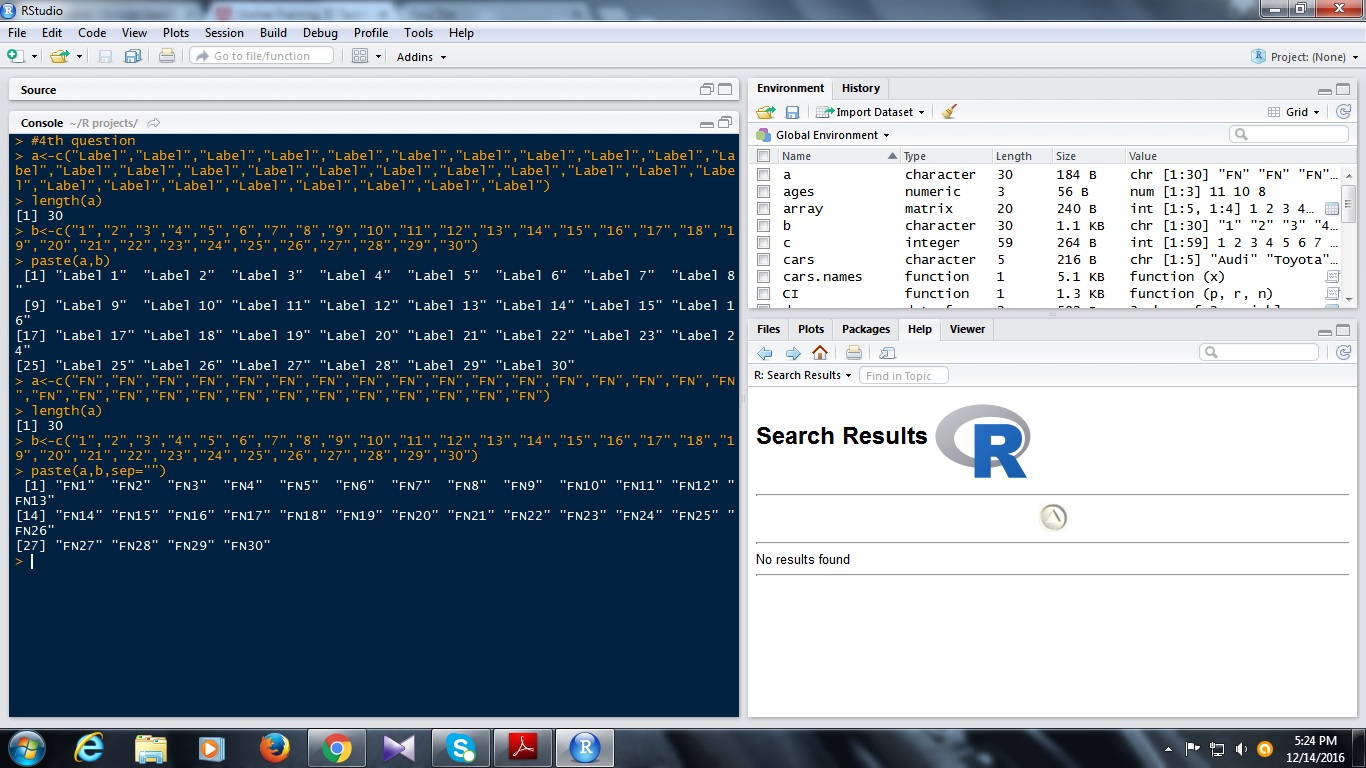 RStudio
File Edit Code View Plots Session Build Debug Profile Tools Help
Go to file/function Addins Project: (None)
Source
Console ~/R projects/
> #4th question
> a<-c("Label","Label","Label","Label","Label","Label","Label","Label","Label","Label","La
bel","Label","Label","Label","Label","Label","Label","Label","Label","Label","Label","Labe
l","Label","Label","Label","Label","Label","Label","Label","Label")
> length(a)
[1] 30
> b<-c("1","2","3","4","5","6","7","8","9","10","11","12","13","14","15","16","17","18","1
9","20","21","22","23","24","25","26","27","28","29","30")
> paste(a,b)
[1] "Label 1" "Label 2" "Label 3" "Label 4" "Label 5" "Label 6" "Label 7" "Label 8
"
[9] "Label 9" "Label 10" "Label 11" "Label 12" "Label 13" "Label 14" "Label 15" "Label 1
6"
[17] "Label 17" "Label 18" "Label 19" "Label 20" "Label 21" "Label 22" "Label 23" "Label 2
4"
[25] "Label 25" "Label 26" "Label 27" "Label 28" "Label 29" "Label 30"
> a<-c("FN","FN","FN","FN","FN","FN","FN","FN","FN","FN","FN","FN","FN","FN","FN","FN","FN
","FN","FN","FN","FN","FN","FN","FN","FN","FN","FN","FN","FN","FN")
> length(a)
[1] 30
> b<-c("1","2","3","4","5","6","7","8","9","10","11","12","13","14","15","16","17","18","1
9","20","21","22","23","24","25","26","27","28","29","30")
> paste(a,b,sep="")
[1] "FN1" "FN2" "FN3" "FN4" "FN5" "FN6" "FN7" "FN8" "FN9" "FN10" "FN11" "FN12" "
FN13"
[14] "FN14" "FN15" "FN16" "FN17" "FN18" "FN19" "FN20" "FN21" "FN22" "FN23" "FN24" "FN25" "
FN26"
[27] "FN27" "FN28" "FN29" "FN30"
>
Environment History
Import Dataset Grid
Global Environment
Name Type Length Size Value
a character 30 184 B chr [1:30] "FN" "FN" "FN"…
ages numeric 3 56 B num [1:3] 11 10 8
array matrix 20 240 B int [1:5, 1:4] 1 2 3 4…
b character 30 1.1 KB chr [1:30] "1" "2" "3" "4…
c integer 59 264 B int [1:59] 1 2 3 4 5 6 7 …
cars character 5 216 B chr [1:5] "Audi" "Toyota"…
cars.names function 1 5.1 KB function (x)
CI function 1 1.3 KB function (p, r, n)
Files Plots Packages Help Viewer
R: Search Results Find in Topic
Search Results R
No results found
5:24 PM
12/14/2016